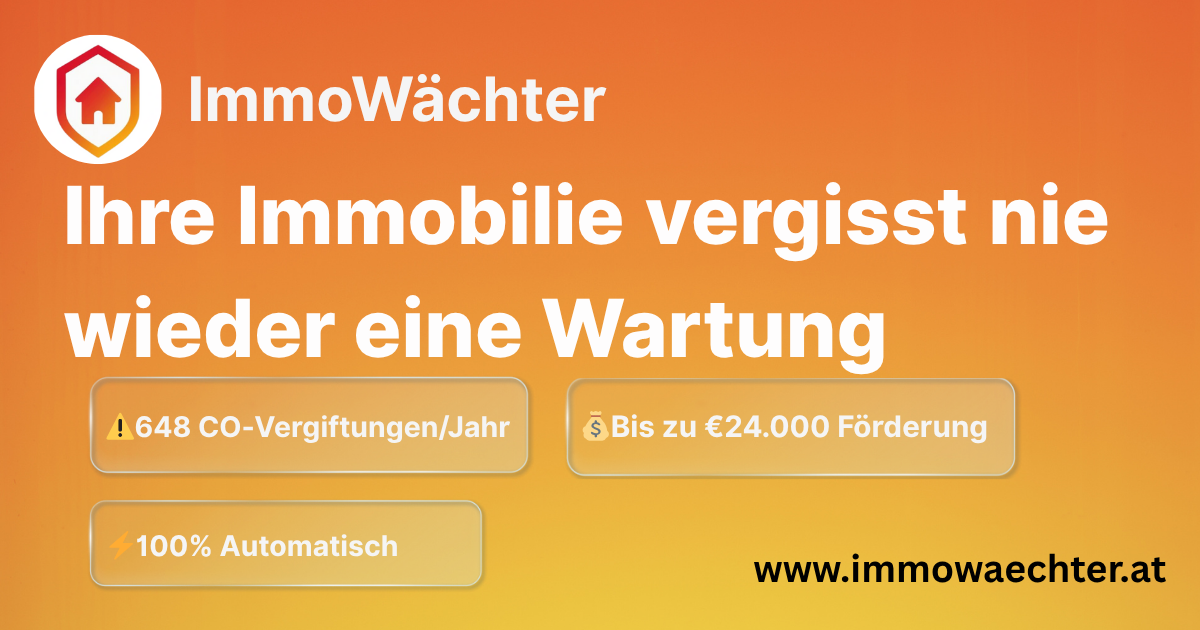 ImmoWächter
Ihre Immobilie vergisst nie
wieder eine Wartung
⚠️648 CO-Vergiftungen/Jahr
💰Bis zu €24.000 Förderung
⚡100% Automatisch
www.immowaechter.at